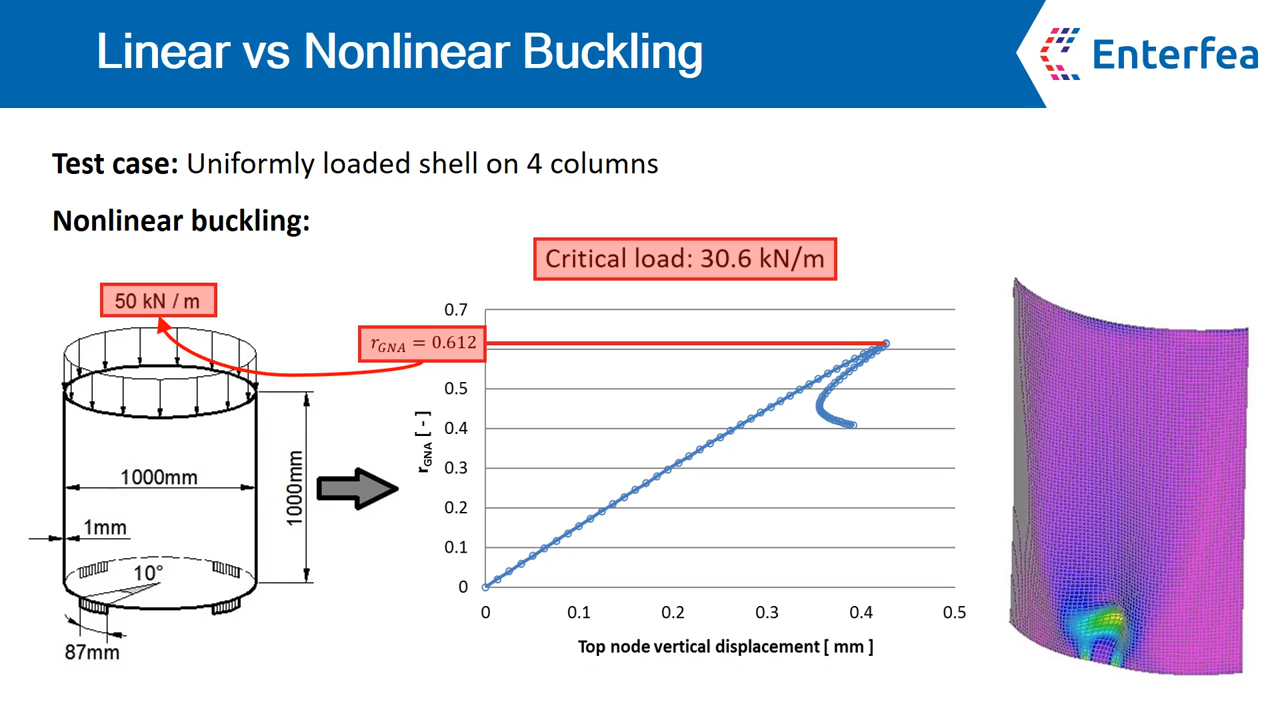 Linear vs Nonlinear Buckling
Enterfea
Test case: Uniformly loaded shell on 4 columns
Nonlinear buckling:
Critical load: 30.6 kN/m
50 kN / m
r_GNA = 0.612
1000mm
1000mm
1mm
10°
87mm
r_GNA [ - ]
0.7
0.5
0.4
0.3
0.2
0.1
0
0
0.1
0.2
0.3
0.4
0.5
Top node vertical displacement [ mm ]